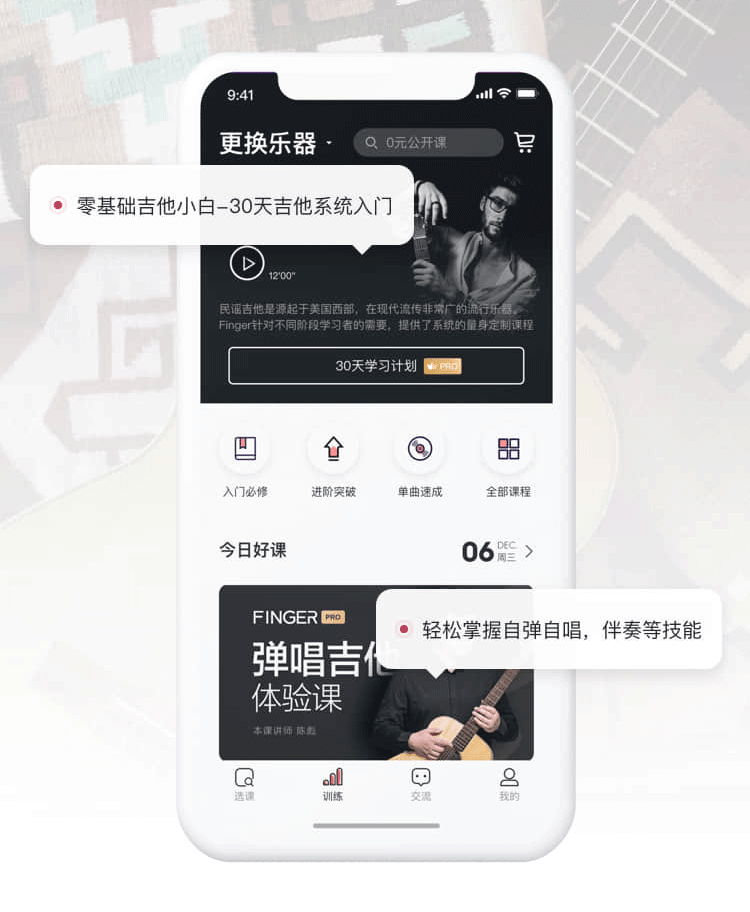 9:41
更换乐器
0元公开课
零基础吉他小白-30天吉他系统入门
12'00"
民谣吉他是源起于美国西部，在现代流传非常广的流行乐器。
Finger针对不同阶段学习者的需要，提供了系统的量身定制课程
30天学习计划 PRO
入门必修 进阶突破 单曲速成 全部课程
今日好课
06 DEC. 周三
FINGER PRO
轻松掌握自弹自唱，伴奏等技能
弹唱吉他
体验课
本课讲师 陈彪
选课 训练 交流 我的